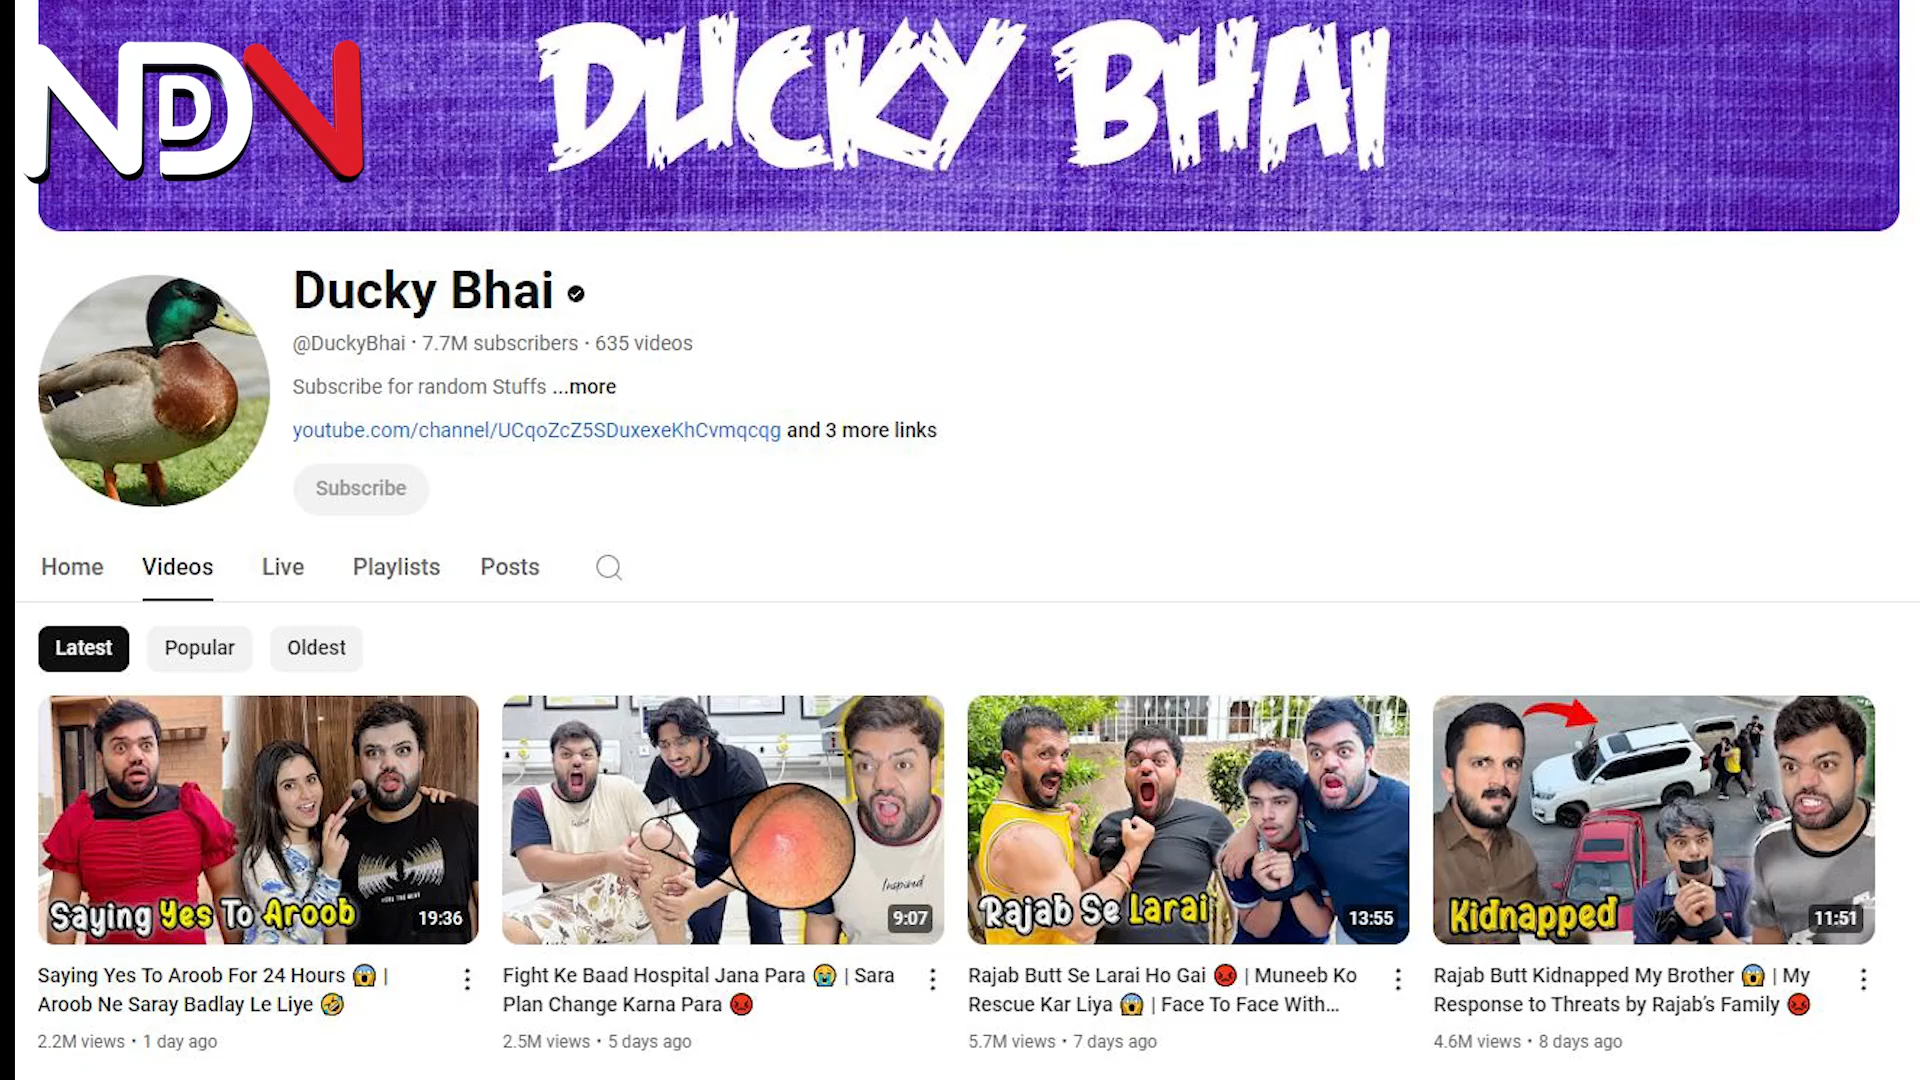 NDN
DUCKY BHAI
Ducky Bhai
@DuckyBhai · 7.7M subscribers · 635 videos
Subscribe for random Stuffs ...more
youtube.com/channel/UCqoZcZ5SDuxexeKhCvmqcqg and 3 more links
Subscribe
Home Videos Live Playlists Posts
Latest Popular Oldest
Saying Yes To Aroob
19:36
Inspired
9:07
Rajab Se Larai
13:55
Kidnapped
11:51
Saying Yes To Aroob For 24 Hours 😱 |
Aroob Ne Saray Badlay Le Liye 🤣
2.2M views • 1 day ago
Fight Ke Baad Hospital Jana Para 😭 | Sara
Plan Change Karna Para 😡
2.5M views • 5 days ago
Rajab Butt Se Larai Ho Gai 😡 | Muneeb Ko
Rescue Kar Liya 😱 | Face To Face With...
5.7M views • 7 days ago
Rajab Butt Kidnapped My Brother 😱 | My
Response to Threats by Rajab’s Family 😡
4.6M views • 8 days ago